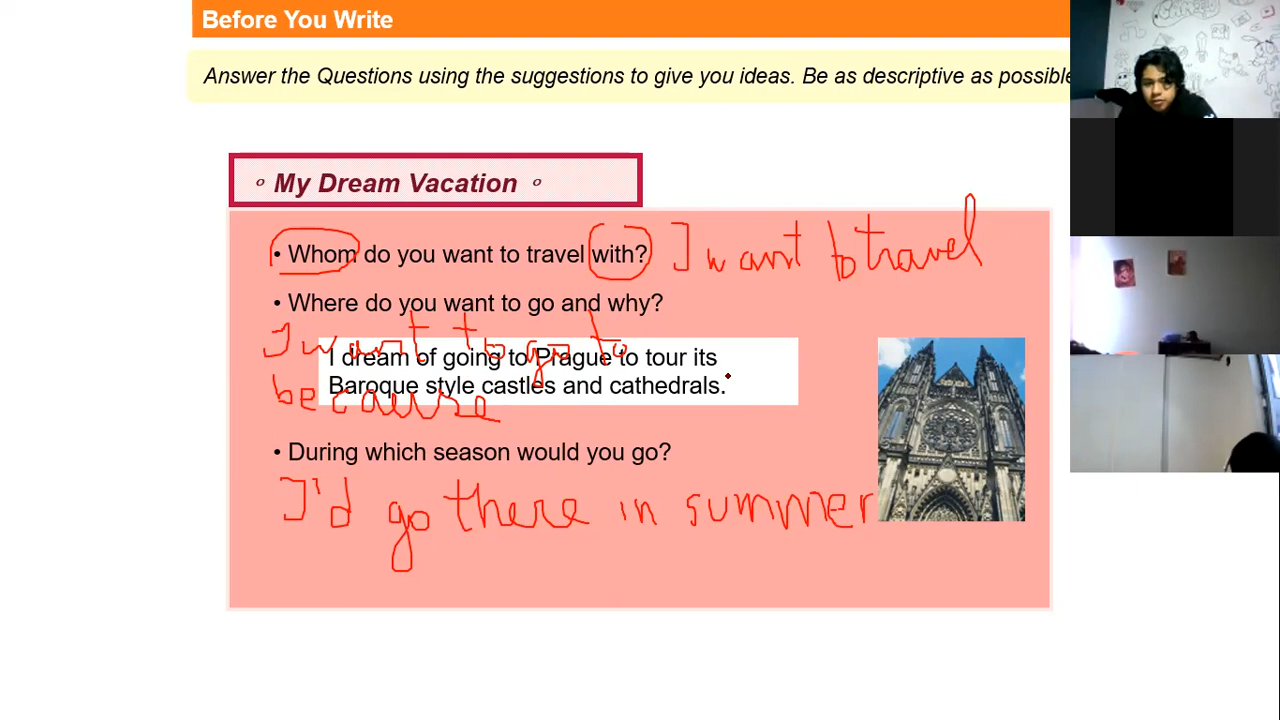 Before You Write
Answer the Questions using the suggestions to give you ideas. Be as descriptive as possible
° My Dream Vacation °
• Whom do you want to travel with? I want to travel
• Where do you want to go and why?
I want to go to
I dream of going to Prague to tour its
Baroque style castles and cathedrals.
because
• During which season would you go?
I'd go there in summer